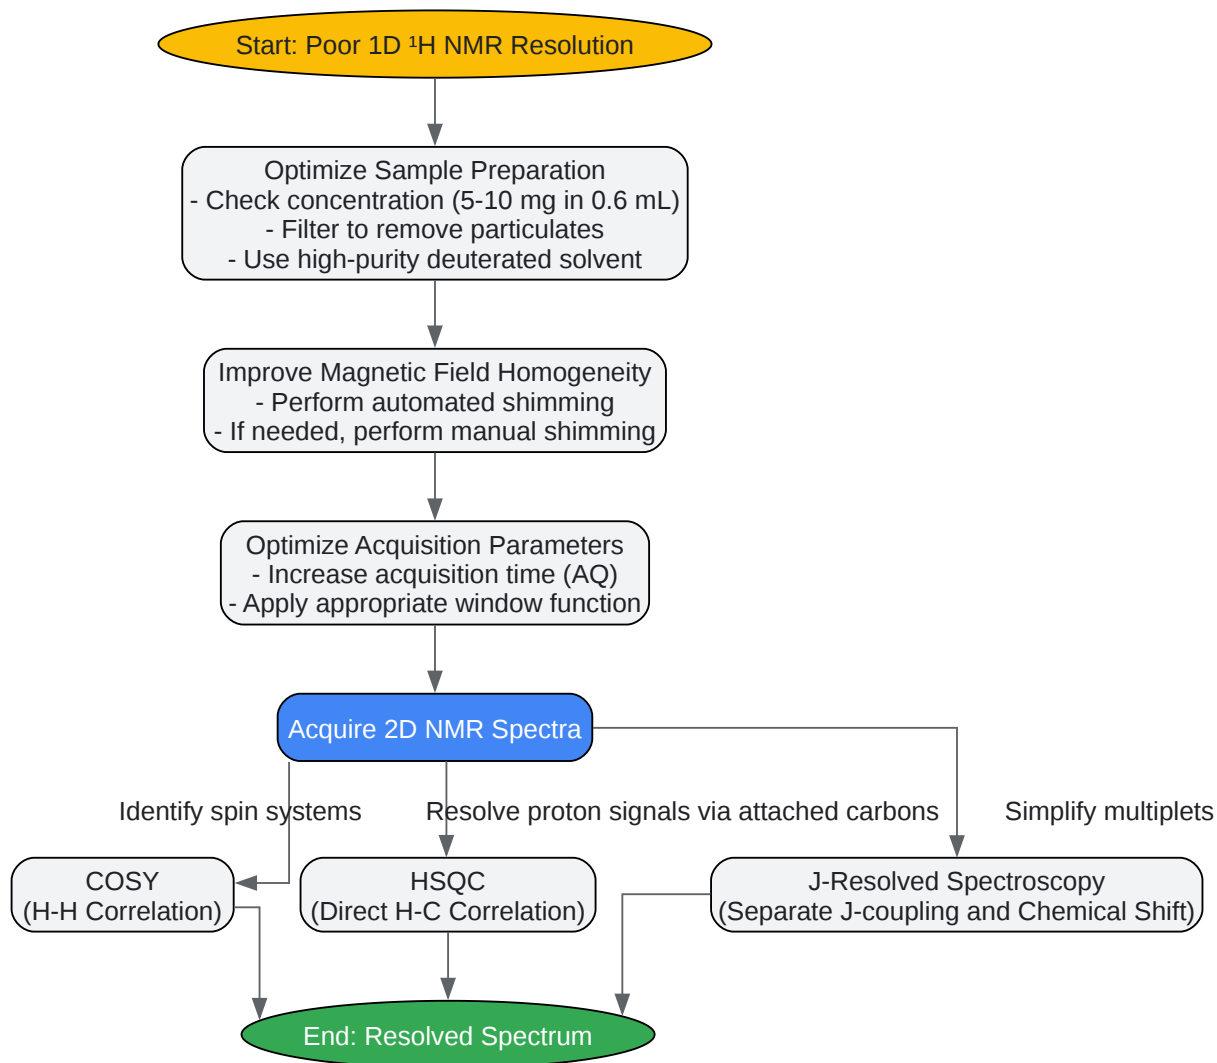 Start: Poor 1D ¹H NMR Resolution
Optimize Sample Preparation
- Check concentration (5-10 mg in 0.6 mL)
- Filter to remove particulates
- Use high-purity deuterated solvent
Improve Magnetic Field Homogeneity
- Perform automated shimming
- If needed, perform manual shimming
Optimize Acquisition Parameters
- Increase acquisition time (AQ)
- Apply appropriate window function
Acquire 2D NMR Spectra
Identify spin systems
Resolve proton signals via attached carbons
Simplify multiplets
COSY
(H-H Correlation)
HSQC
(Direct H-C Correlation)
J-Resolved Spectroscopy
(Separate J-coupling and Chemical Shift)
End: Resolved Spectrum